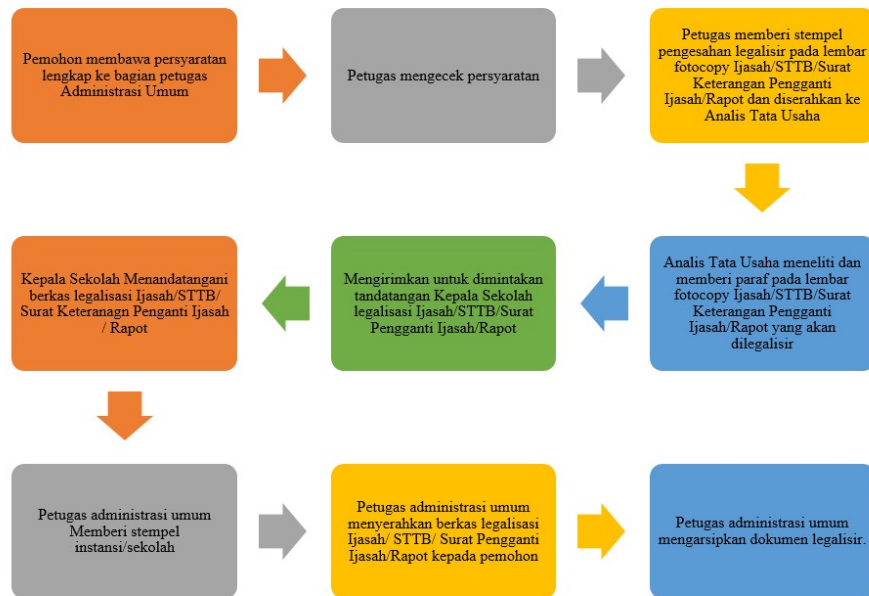 Pemohon membawa persyaratan
lengkap ke bagian petugas
Administrasi Umum
Petugas mengecek persyaratan
Petugas memberi stempel
pengesahan legalisir pada lembar
fotocopy Ijasah/STTB/Surat
Keterangan Pengganti
Ijasah/Rapot dan diserahkan ke
Analis Tata Usaha
Analis Tata Usaha meneliti dan
memberi paraf pada lembar
fotocopy Ijasah/STTB/Surat
Keterangan Pengganti
Ijasah/Rapot yang akan
dilegalisir
Mengirimkan untuk dimintakan
tandatangan Kepala Sekolah
legalisasi Ijasah/STTB/Surat
Pengganti Ijasah/Rapot
Kepala Sekolah Menandatangani
berkas legalisasi Ijasah/STTB/
Surat Keteranagn Penganti Ijasah
/ Rapot
Petugas administrasi umum
Memberi stempel
instansi/sekolah
Petugas administrasi umum
menyerahkan berkas legalisasi
Ijasah/ STTB/ Surat Pengganti
Ijasah/Rapot kepada pemohon
Petugas administrasi umum
mengarsipkan dokumen legalisir.